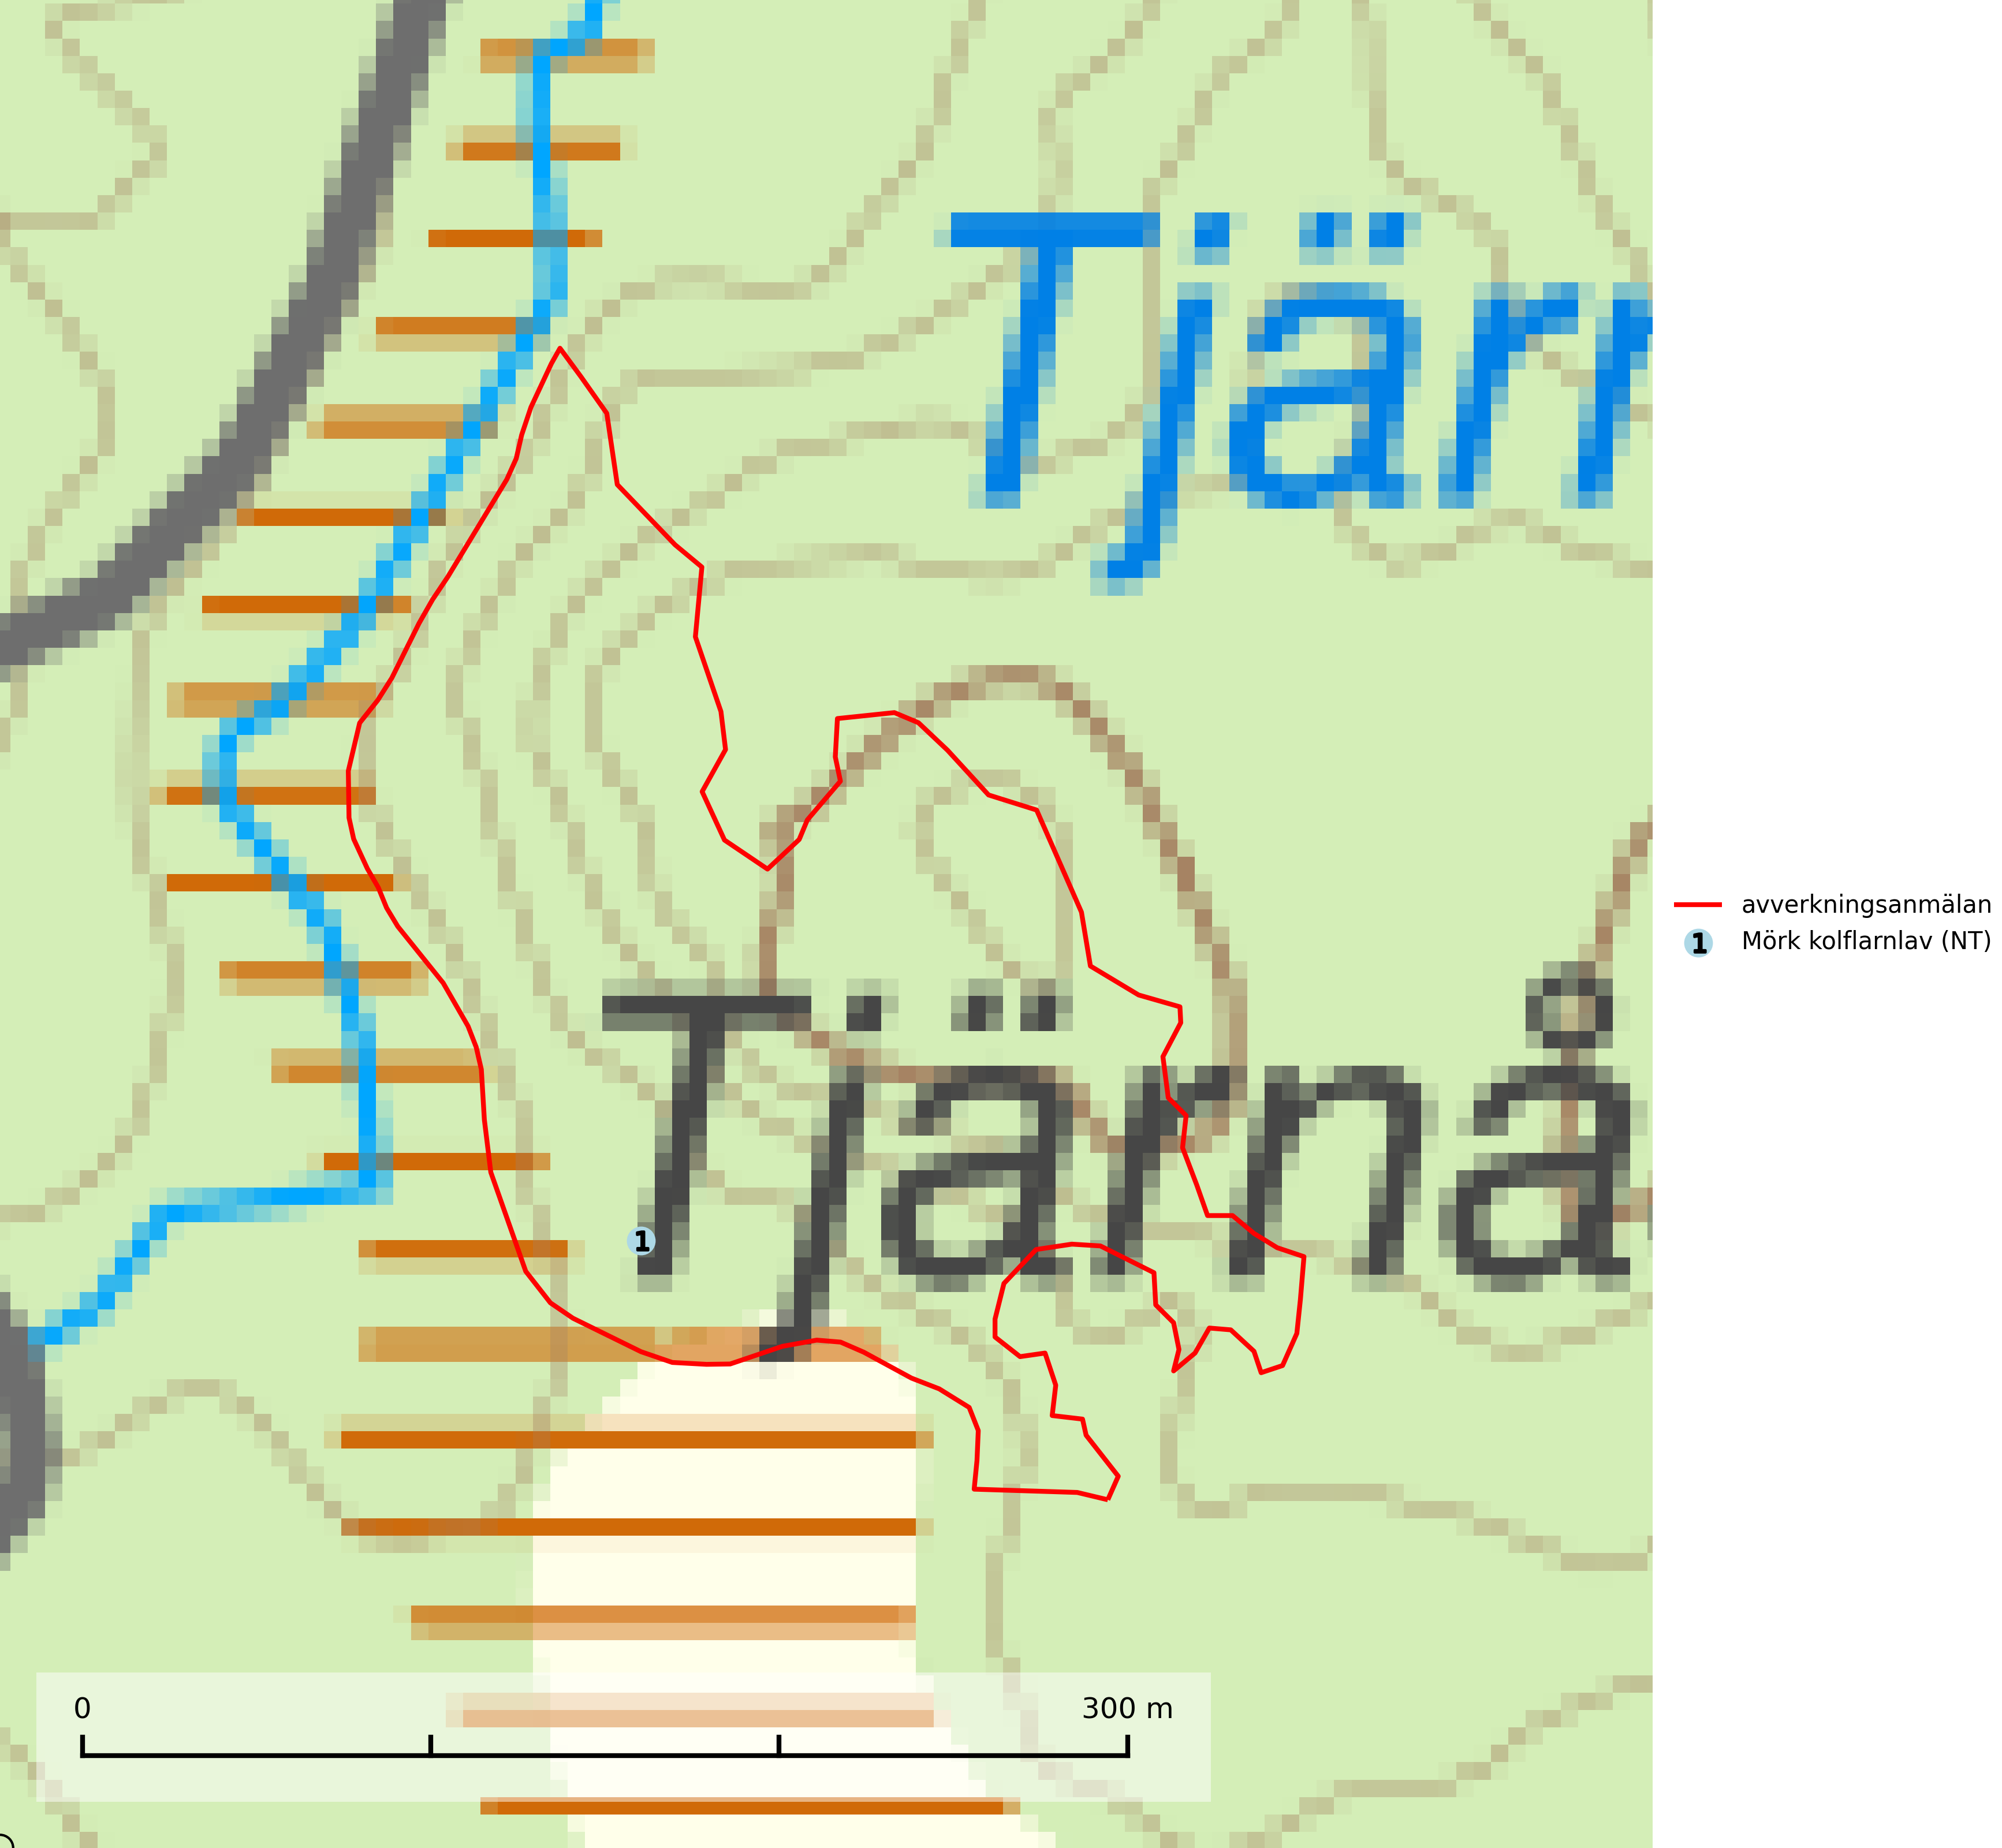 Tjärn
Tjärnå
1
avverkningsanmälan
1 Mörk kolflarnlav (NT)
0 300 m